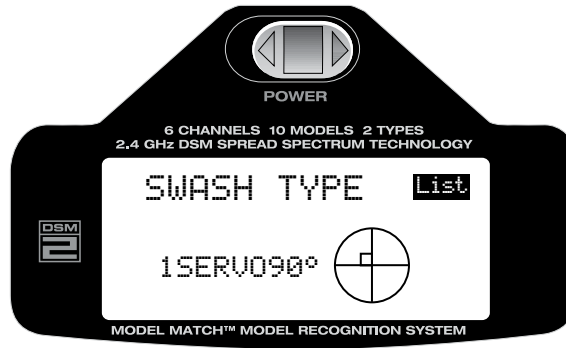 POWER
6 CHANNELS 10 MODELS 2 TYPES
2.4 GHz DSM SPREAD SPECTRUM TECHNOLOGY
SWASH TYPE List
DSM
2
1SERVO90°
MODEL MATCH™ MODEL RECOGNITION SYSTEM